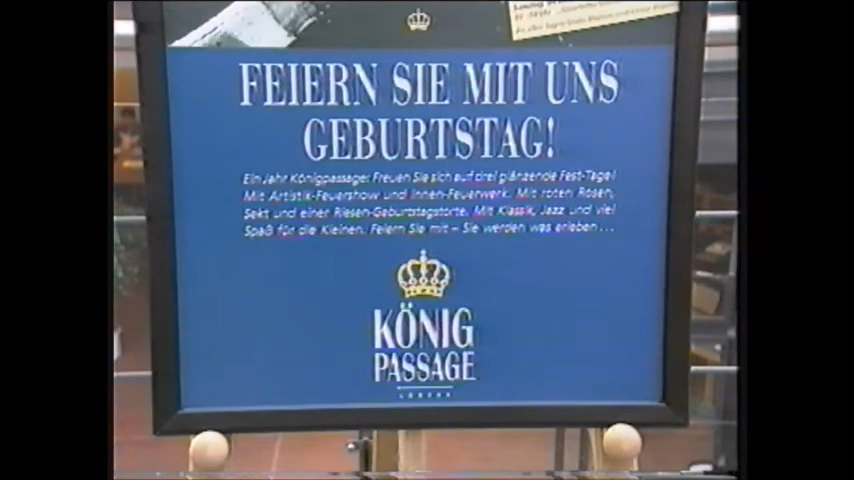 FEIERN SIE MIT UNS
GEBURTSTAG!
Ein Jahr Königpassage! Freuen Sie sich auf drei glänzende Fest-Tage!
Mit Artistik-Feuershow und Innen-Feuerwerk. Mit roten Rosen,
Sekt und einer Riesen-Geburtstagstorte. Mit Klassik, Jazz und viel
Spaß für die Kleinen. Feiern Sie mit – Sie werden was erleben...
KÖNIG
PASSAGE
LÜBECK